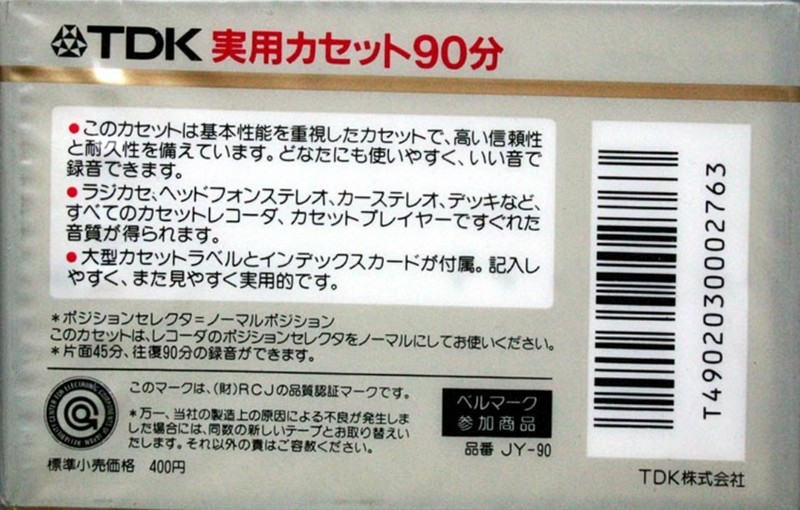 TDK 実用カセット90分
●このカセットは基本性能を重視したカセットで、高い信頼性
と耐久性を備えています。どなたにも使いやすく、いい音で
録音できます。
●ラジカセ、ヘッドフォンステレオ、カーステレオ、デッキなど、
すべてのカセットレコーダ、カセットプレイヤーですぐれた
音質が得られます。
●大型カセットラベルとインデックスカードが付属。記入し
やすく、また見やすく実用的です。
*ポジションセレクタ=ノーマルポジション
このカセットは、レコーダのポジションセレクタをノーマルにしてお使いください。
*片面45分、往復90分の録音ができます。
このマークは、(財)RCJの品質認証マークです。
*万一、当社の製造上の原因による不良が発生しま
した場合には、同数の新しいテープとお取り替えい
たします。それ以外の責はご容赦ください。
標準小売価格 400円
ベルマーク
参加商品
品番 JY-90
T4902030002763
TDK株式会社